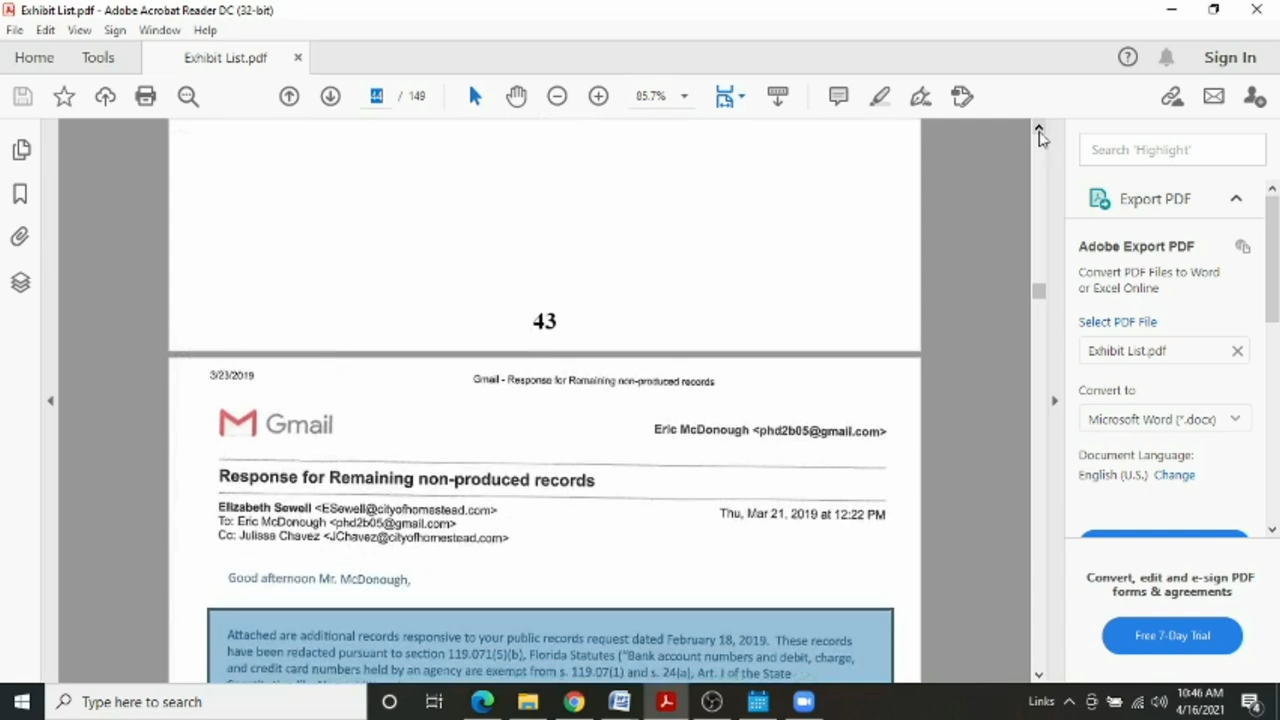 Exhibit List.pdf - Adobe Acrobat Reader DC (32-bit)
File Edit View Sign Window Help
Home Tools Exhibit List.pdf Sign In
44 / 149 85.7%
Search 'Highlight'
Export PDF
Adobe Export PDF
Convert PDF Files to Word
or Excel Online
Select PDF File
Exhibit List.pdf
Convert to
Microsoft Word (*.docx)
Document Language:
English (U.S.) Change
Convert, edit and e-sign PDF
forms & agreements
Free 7-Day Trial
43
3/23/2019 Gmail - Response for Remaining non-produced records
Gmail Eric McDonough <phd2b05@gmail.com>
Response for Remaining non-produced records
Elizabeth Sewell <ESewell@cityofhomestead.com> Thu, Mar 21, 2019 at 12:22 PM
To: Eric McDonough <phd2b05@gmail.com>
Cc: Julissa Chavez <JChavez@cityofhomestead.com>
Good afternoon Mr. McDonough,
Attached are additional records responsive to your public records request dated February 18, 2019. These records
have been redacted pursuant to section 119.071(5)(b), Florida Statutes ("Bank account numbers and debit, charge,
and credit card numbers held by an agency are exempt from s. 119.07(1) and s. 24(a), Art. I of the State
Type here to search Links 10:46 AM
4/16/2021